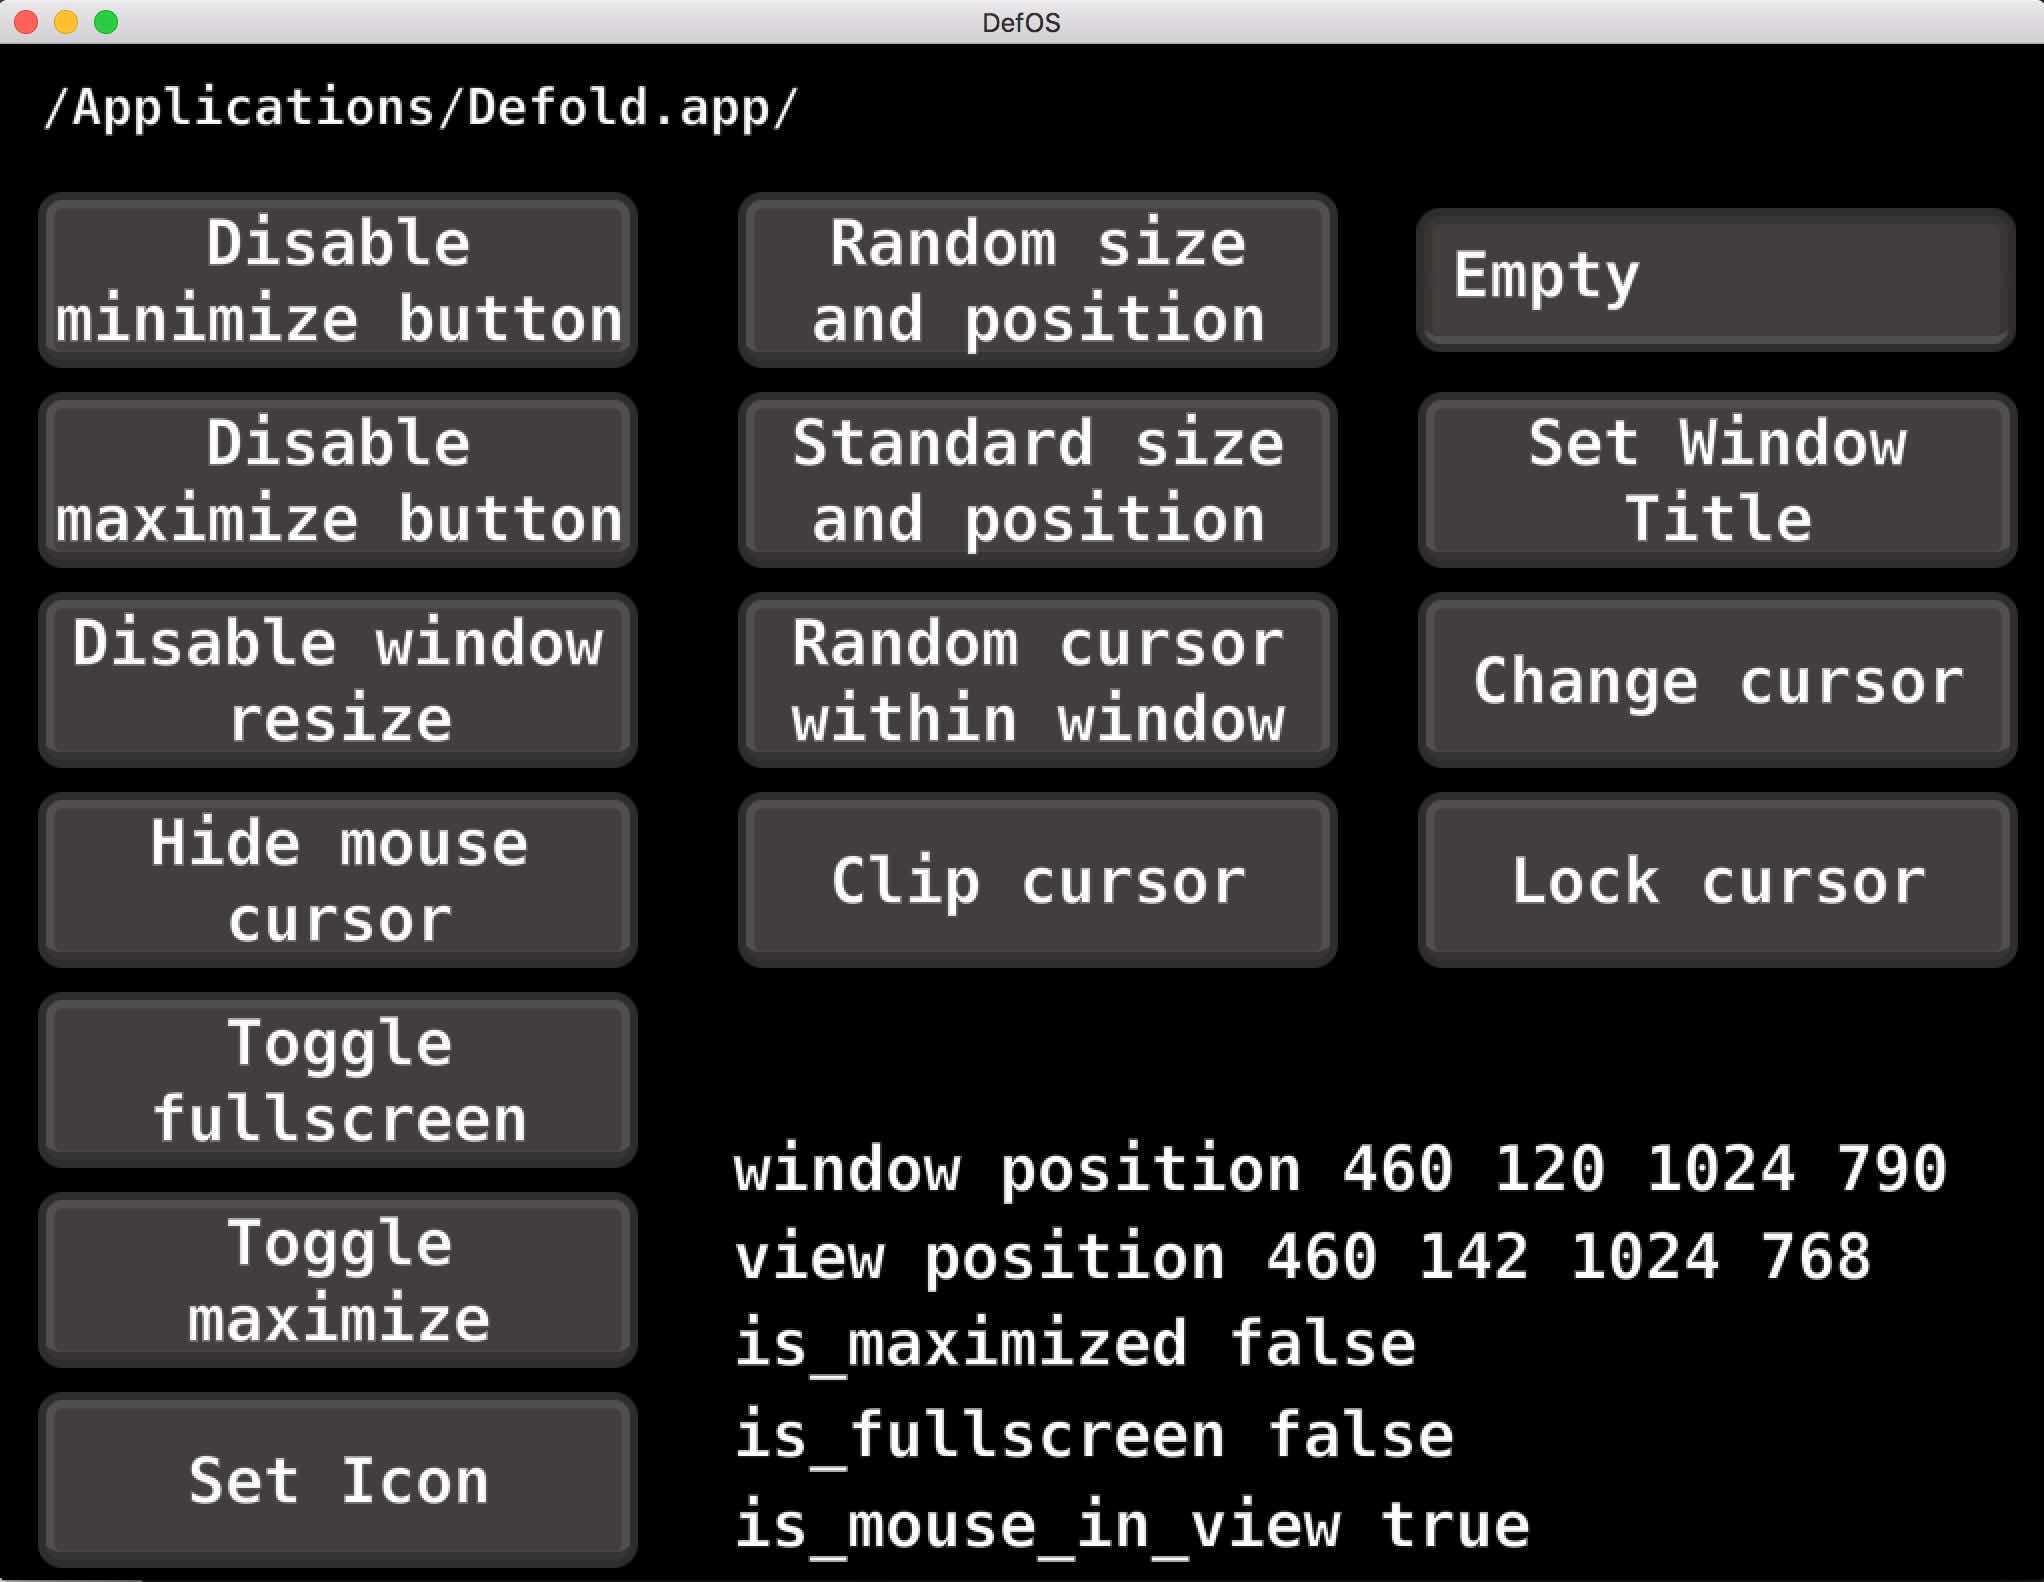 DefOS
/Applications/Defold.app/
Disable
minimize button
Random size
and position
Empty
Disable
maximize button
Standard size
and position
Set Window
Title
Disable window
resize
Random cursor
within window
Change cursor
Hide mouse
cursor
Clip cursor
Lock cursor
Toggle
fullscreen
Toggle
maximize
Set Icon
window position 460 120 1024 790
view position 460 142 1024 768
is_maximized false
is_fullscreen false
is_mouse_in_view true